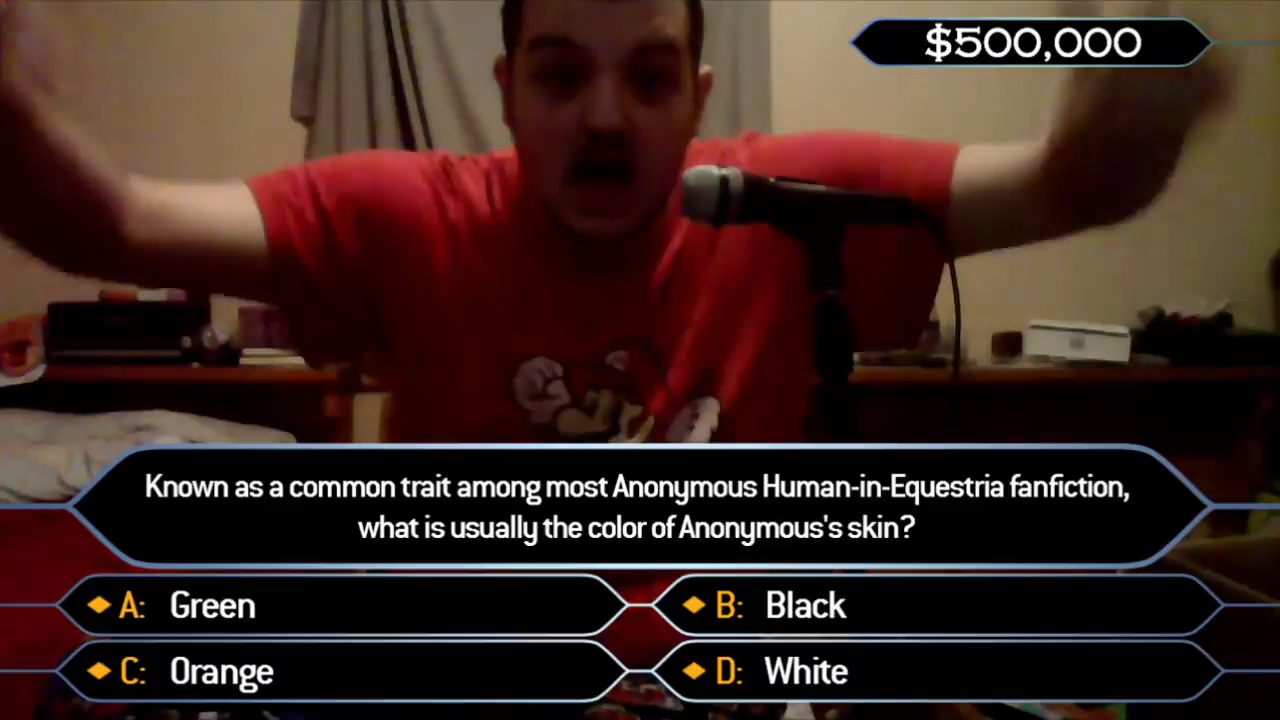 $500,000
Known as a common trait among most Anonymous Human-in-Equestria fanfiction,
what is usually the color of Anonymous's skin?
A: Green
B: Black
C: Orange
D: White